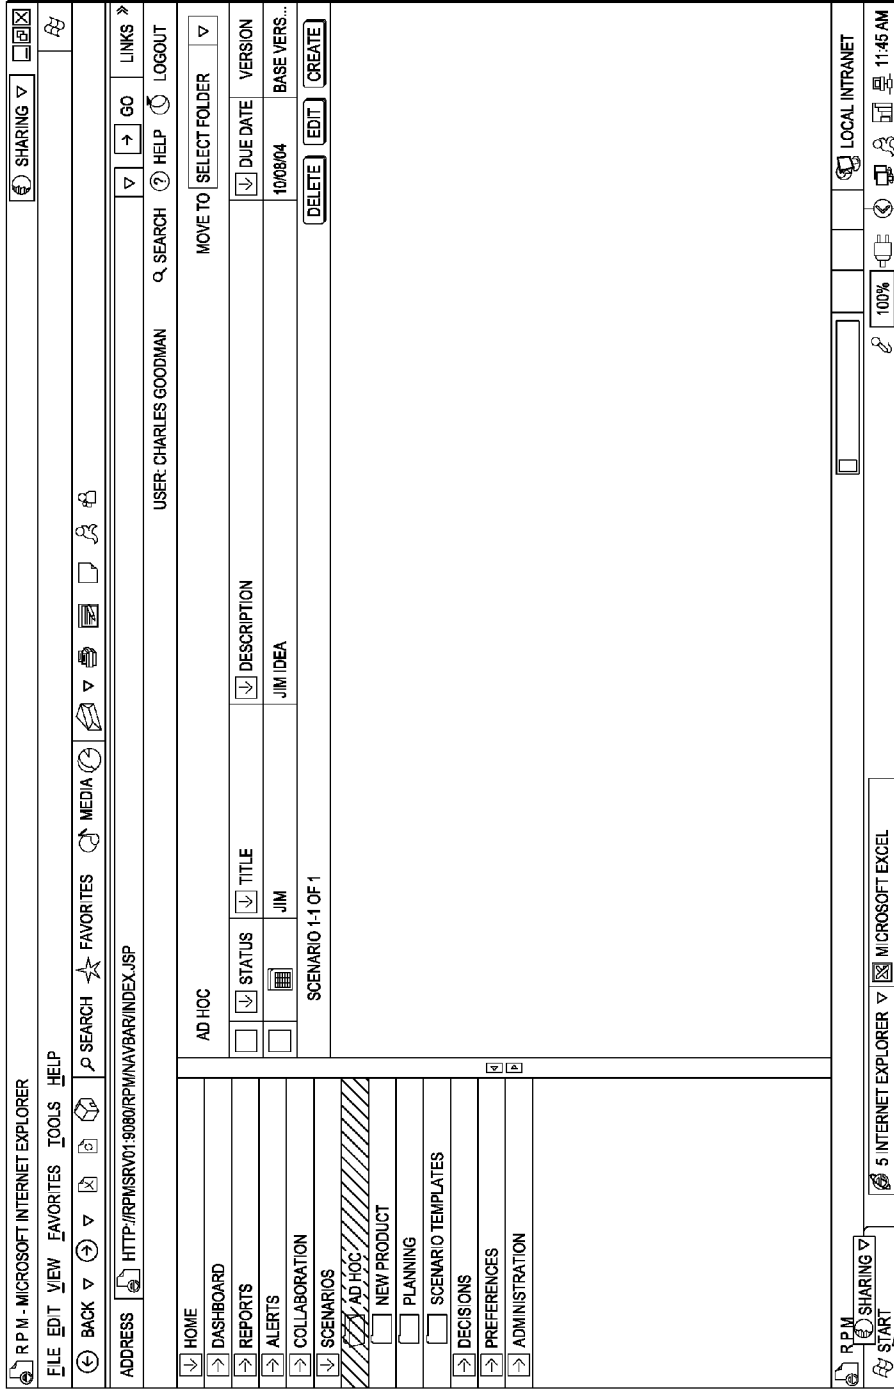 RPM - MICROSOFT INTERNET EXPLORER
SHARING
FILE EDIT VIEW FAVORITES TOOLS HELP
BACK
SEARCH
FAVORITES
MEDIA
ADDRESS HTTP://RPMSRV01:9080/RPM/NAVBAR/INDEX.JSP
GO LINKS »
USER: CHARLES GOODMAN
SEARCH ? HELP LOGOUT
HOME
DASHBOARD
REPORTS
ALERTS
COLLABORATION
SCENARIOS
AD HOC
NEW PRODUCT
PLANNING
SCENARIO TEMPLATES
DECISIONS
PREFERENCES
ADMINISTRATION
AD HOC
MOVE TO SELECT FOLDER
STATUS TITLE DESCRIPTION DUE DATE VERSION
JIM JIM IDEA 10/08/04 BASE VERS...
SCENARIO 1-1 OF 1
DELETE EDIT CREATE
RPM
LOCAL INTRANET
SHARING
START
5 INTERNET EXPLORER
MICROSOFT EXCEL
100%
11:45 AM